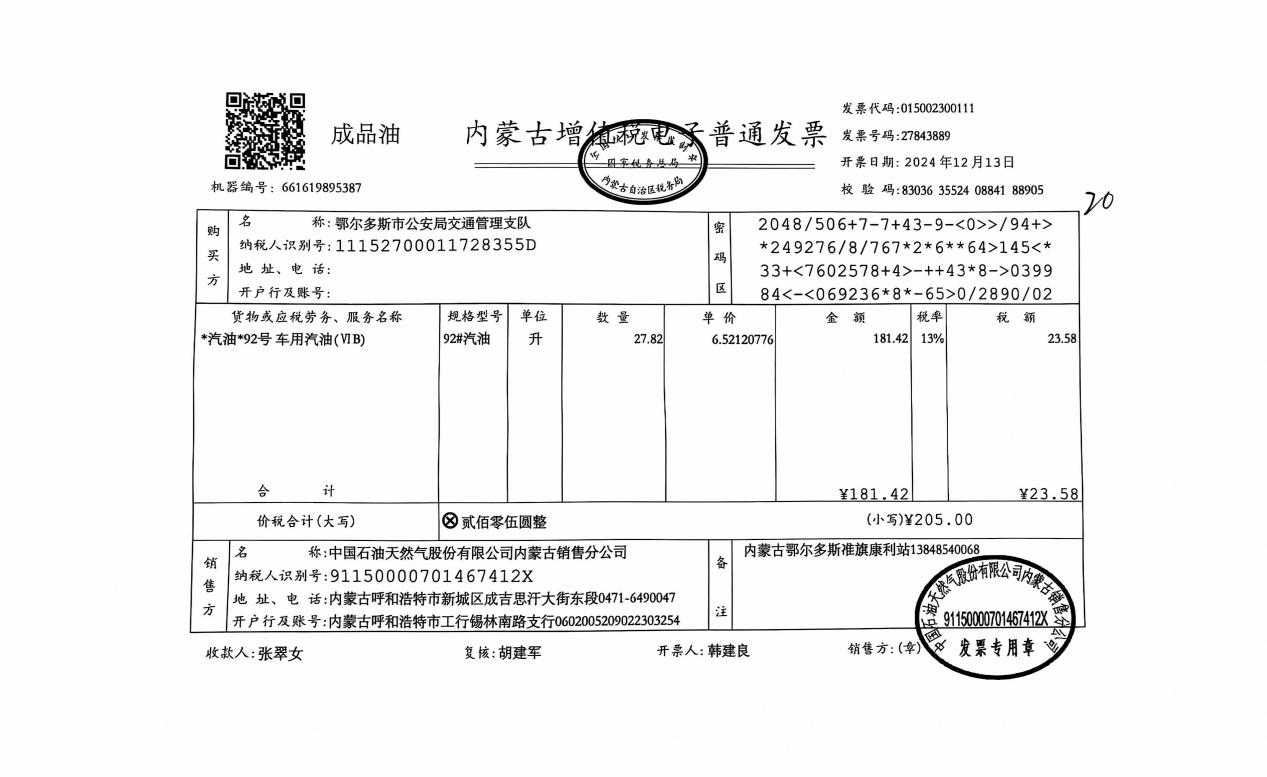 发票代码:015002300111
成品油
内蒙古增值税电子普通发票
发票号码:27843889
国家税务总局
开票日期: 2024年12月13日
内蒙古自治区税务局
机器编号: 661619895387
校 验 码:83036 35524 08841 88905
20
购买方
名 称:鄂尔多斯市公安局交通管理支队
纳税人识别号:11152700011728355D
地 址、电 话:
开户行及账号:
密码区
2048/506+7-7+43-9-<0>>/94+>
*249276/8/767*2*6**64>145<*
33+<7602578+4>-++43*8->0399
84<-<069236*8*-65>0/2890/02
货物或应税劳务、服务名称 规格型号 单位 数 量 单 价 金 额 税率 税 额
*汽油*92号 车用汽油(ⅥB) 92#汽油 升 27.82 6.52120776 181.42 13% 23.58
合 计 ¥181.42 ¥23.58
价税合计(大写) ⊗贰佰零伍圆整 (小写)¥205.00
销售方
名 称:中国石油天然气股份有限公司内蒙古销售分公司
纳税人识别号:91150000701467412X
地 址、电 话:内蒙古呼和浩特市新城区成吉思汗大街东段0471-6490047
开户行及账号:内蒙古呼和浩特市工行锡林南路支行0602005209022303254
备注
内蒙古鄂尔多斯准旗康利站13848540068
中国石油天然气股份有限公司内蒙古销售分公司
91150000701467412X
发票专用章
收款人:张翠女 复核:胡建军 开票人:韩建良 销售方:(章)